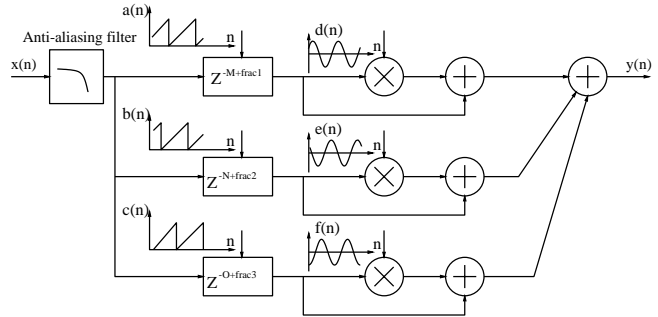 a(n)
n
d(n)
n
Anti-aliasing filter
x(n)
Z-M+frac1
y(n)
b(n)
n
e(n)
n
Z-N+frac2
c(n)
n
f(n)
n
Z-O+frac3